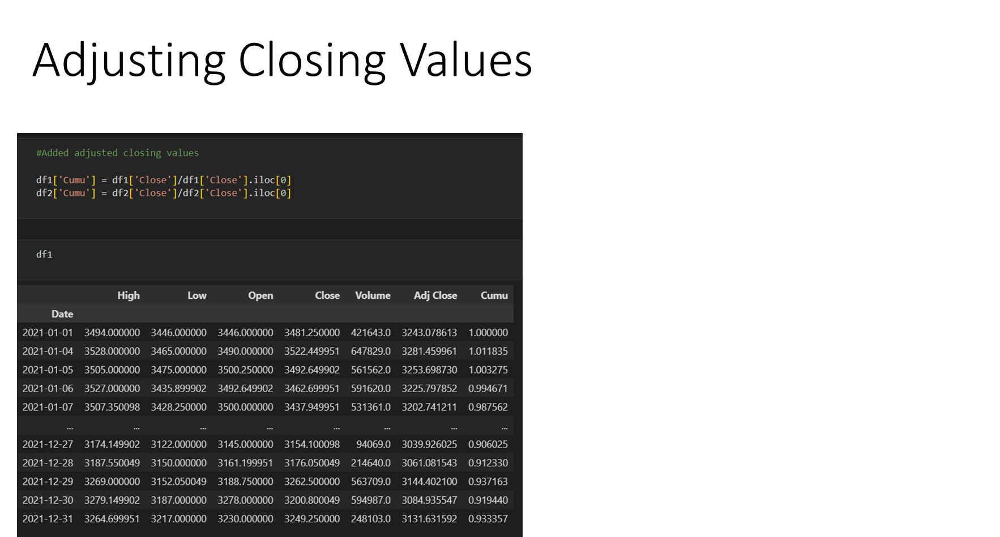 Adjusting Closing Values
#Added adjusted closing values
df1['Cumu'] = df1['Close']/df1['Close'].iloc[0]
df2['Cumu'] = df2['Close']/df2['Close'].iloc[0]
df1
High Low Open Close Volume Adj Close Cumu
Date
2021-01-01 3494.000000 3446.000000 3446.000000 3481.250000 421643.0 3243.078613 1.000000
2021-01-04 3528.000000 3465.000000 3490.000000 3522.449951 647829.0 3281.459961 1.011835
2021-01-05 3505.000000 3475.000000 3500.250000 3492.649902 561562.0 3253.698730 1.003275
2021-01-06 3527.000000 3435.899902 3492.649902 3462.699951 591620.0 3225.797852 0.994671
2021-01-07 3507.350098 3428.250000 3500.000000 3437.949951 531361.0 3202.741211 0.987562
... ... ... ... ... ... ... ...
2021-12-27 3174.149902 3122.000000 3145.000000 3154.100098 94069.0 3039.926025 0.906025
2021-12-28 3187.550049 3150.000000 3161.199951 3176.050049 214640.0 3061.081543 0.912330
2021-12-29 3269.000000 3152.050049 3188.750000 3262.500000 563709.0 3144.402100 0.937163
2021-12-30 3279.149902 3187.000000 3278.000000 3200.800049 594987.0 3084.935547 0.919440
2021-12-31 3264.699951 3217.000000 3230.000000 3249.250000 248103.0 3131.631592 0.933357